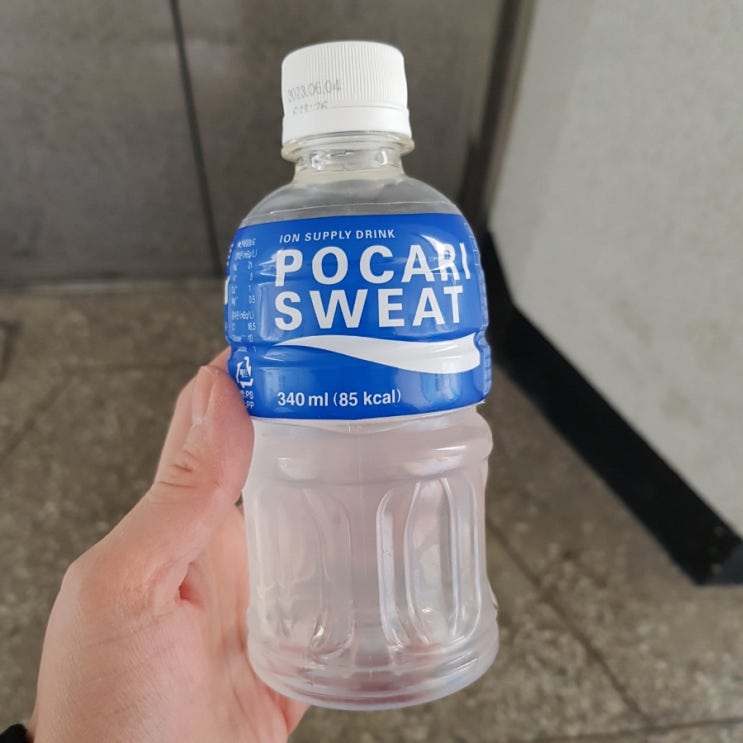 2023.06.04
ION SUPPLY DRINK
POCARI
SWEAT
340 ml (85 kcal)